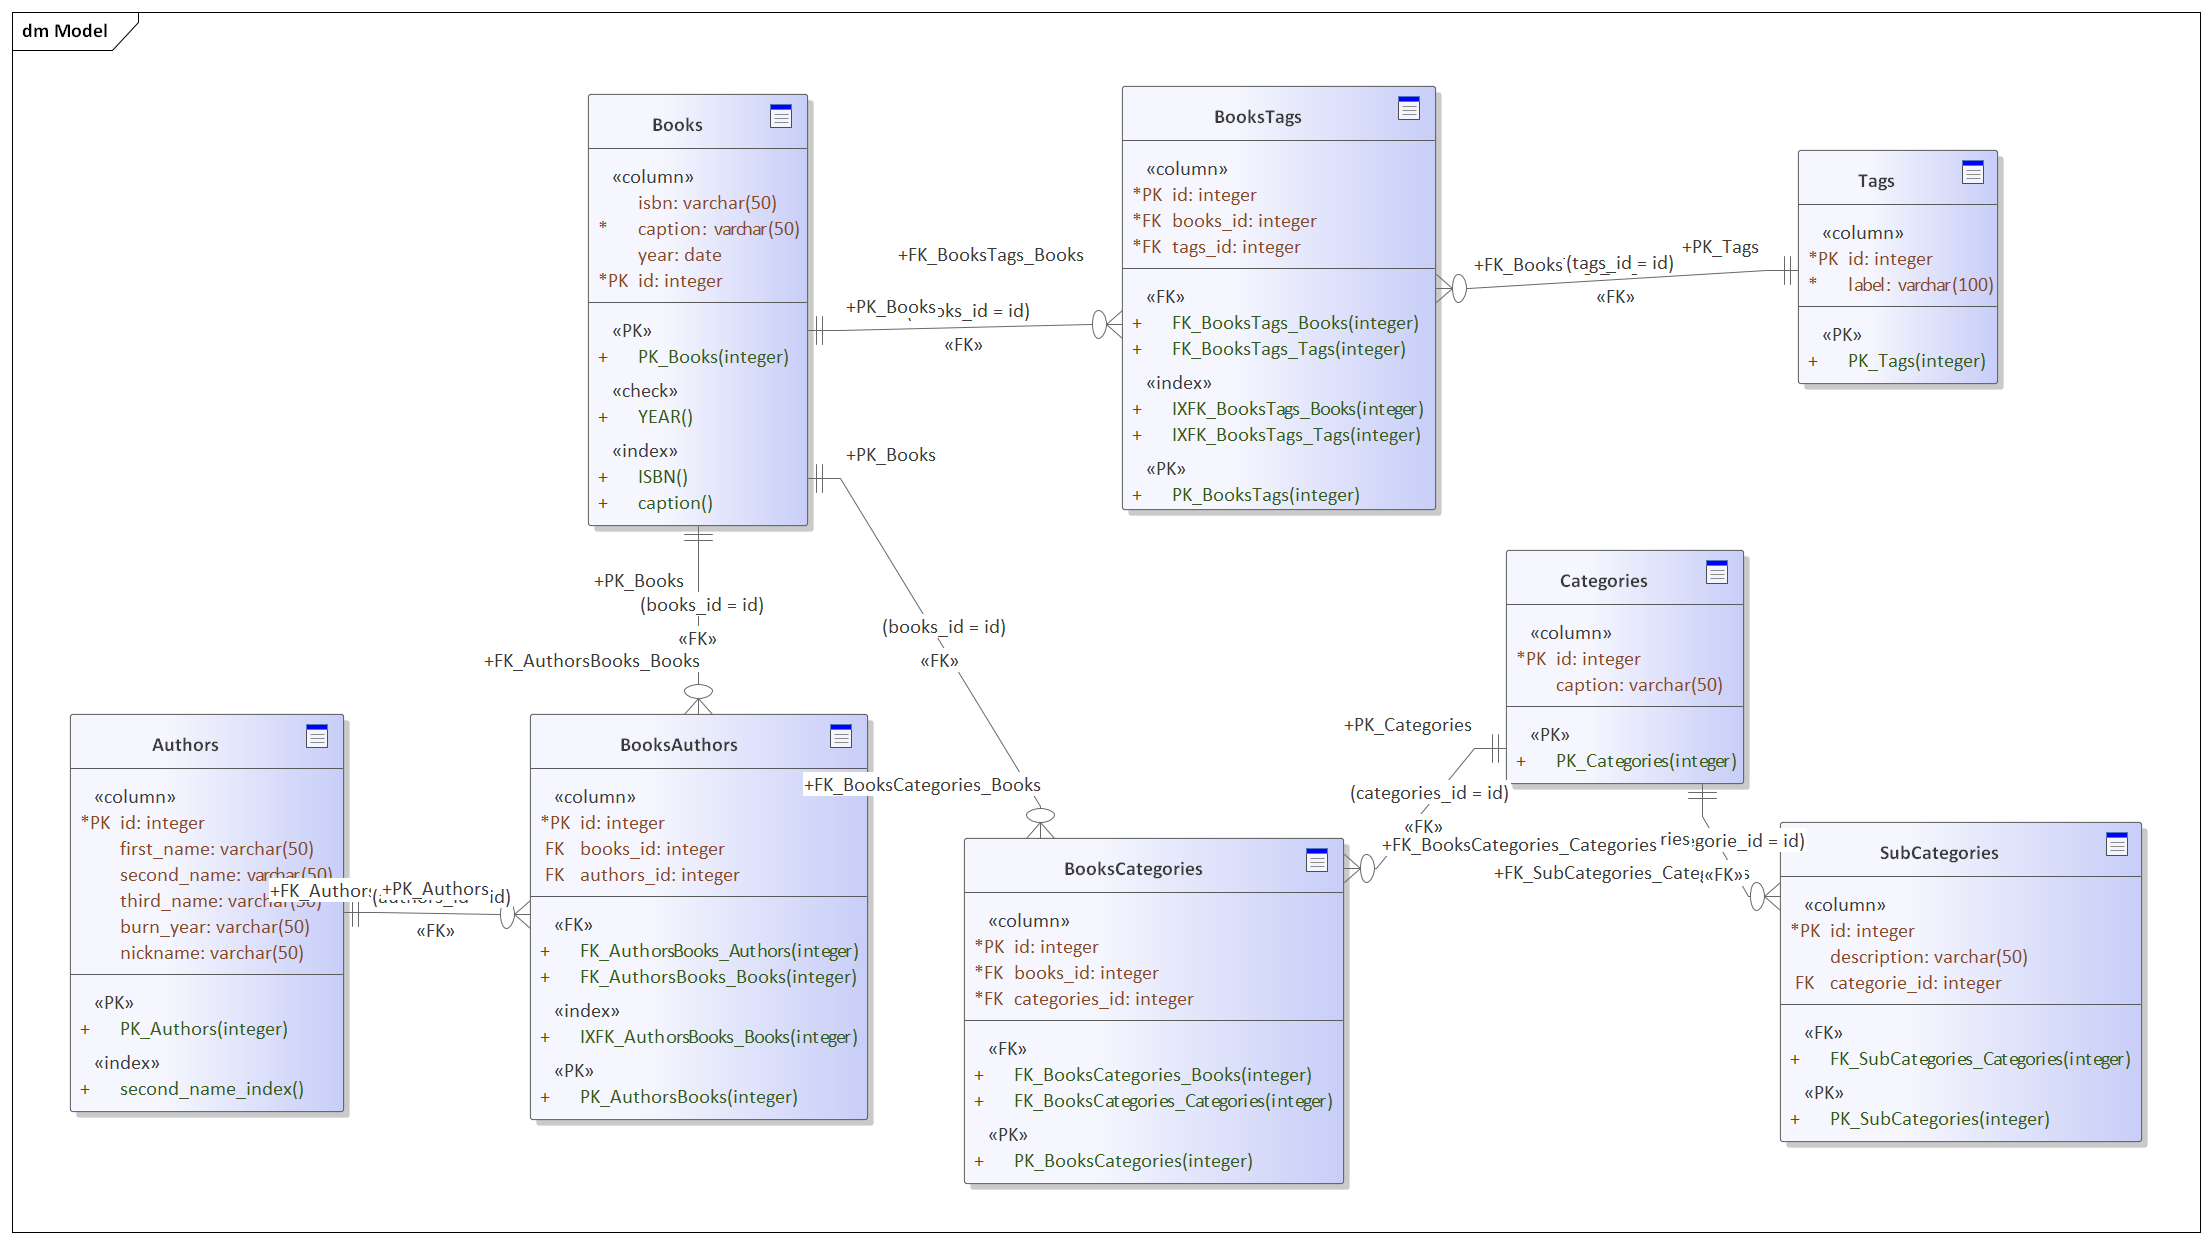 dm Model
Books
«column»
isbn: varchar(50)
* caption: varchar(50)
year: date
*PK id: integer
«PK»
+ PK_Books(integer)
«check»
+ YEAR()
«index»
+ ISBN()
+ caption()
BooksTags
«column»
*PK id: integer
*FK books_id: integer
*FK tags_id: integer
«FK»
+ FK_BooksTags_Books(integer)
+ FK_BooksTags_Tags(integer)
«index»
+ IXFK_BooksTags_Books(integer)
+ IXFK_BooksTags_Tags(integer)
«PK»
+ PK_BooksTags(integer)
Tags
«column»
*PK id: integer
* label: varchar(100)
«PK»
+ PK_Tags(integer)
+FK_BooksTags_Books
+PK_Books
= id)
«FK»
+PK_Tags
+FK_Books
(tags_id = id)
«FK»
+PK_Books
(books_id = id)
«FK»
+FK_BooksCategories_Books
+PK_Books
(books_id = id)
«FK»
+FK_AuthorsBooks_Books
Authors
«column»
*PK id: integer
first_name: varchar(50)
second_name: varchar(50)
third_name: varchar(50)
burn_year: varchar(50)
nickname: varchar(50)
«PK»
+ PK_Authors(integer)
«index»
+ second_name_index()
+PK_Authors
id)
«FK»
BooksAuthors
«column»
*PK id: integer
FK books_id: integer
FK authors_id: integer
«FK»
+ FK_AuthorsBooks_Authors(integer)
+ FK_AuthorsBooks_Books(integer)
«index»
+ IXFK_AuthorsBooks_Books(integer)
«PK»
+ PK_AuthorsBooks(integer)
BooksCategories
«column»
*PK id: integer
*FK books_id: integer
*FK categories_id: integer
«FK»
+ FK_BooksCategories_Books(integer)
+ FK_BooksCategories_Categories(integer)
«PK»
+ PK_BooksCategories(integer)
Categories
«column»
*PK id: integer
caption: varchar(50)
«PK»
+ PK_Categories(integer)
+PK_Categories
(categories_id = id)
«FK»
+FK_BooksCategories_Categories
= id)
«FK»
SubCategories
«column»
*PK id: integer
description: varchar(50)
FK categorie_id: integer
«FK»
+ FK_SubCategories_Categories(integer)
«PK»
+ PK_SubCategories(integer)